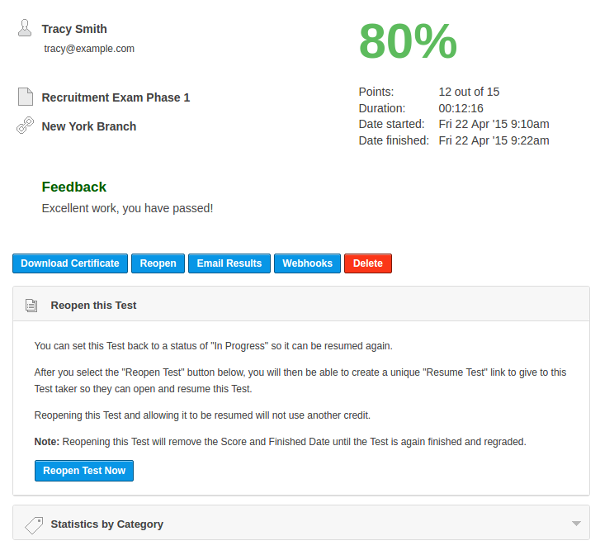 Tracy Smith
tracy@example.com
80%
Recruitment Exam Phase 1
New York Branch
Points: 12 out of 15
Duration: 00:12:16
Date started: Fri 22 Apr '15 9:10am
Date finished: Fri 22 Apr '15 9:22am
Feedback
Excellent work, you have passed!
Download Certificate Reopen Email Results Webhooks Delete
Reopen this Test
You can set this Test back to a status of "In Progress" so it can be resumed again.
After you select the "Reopen Test" button below, you will then be able to create a unique "Resume Test" link to give to this
Test taker so they can open and resume this Test.
Reopening this Test and allowing it to be resumed will not use another credit.
Note: Reopening this Test will remove the Score and Finished Date until the Test is again finished and regraded.
Reopen Test Now
Statistics by Category